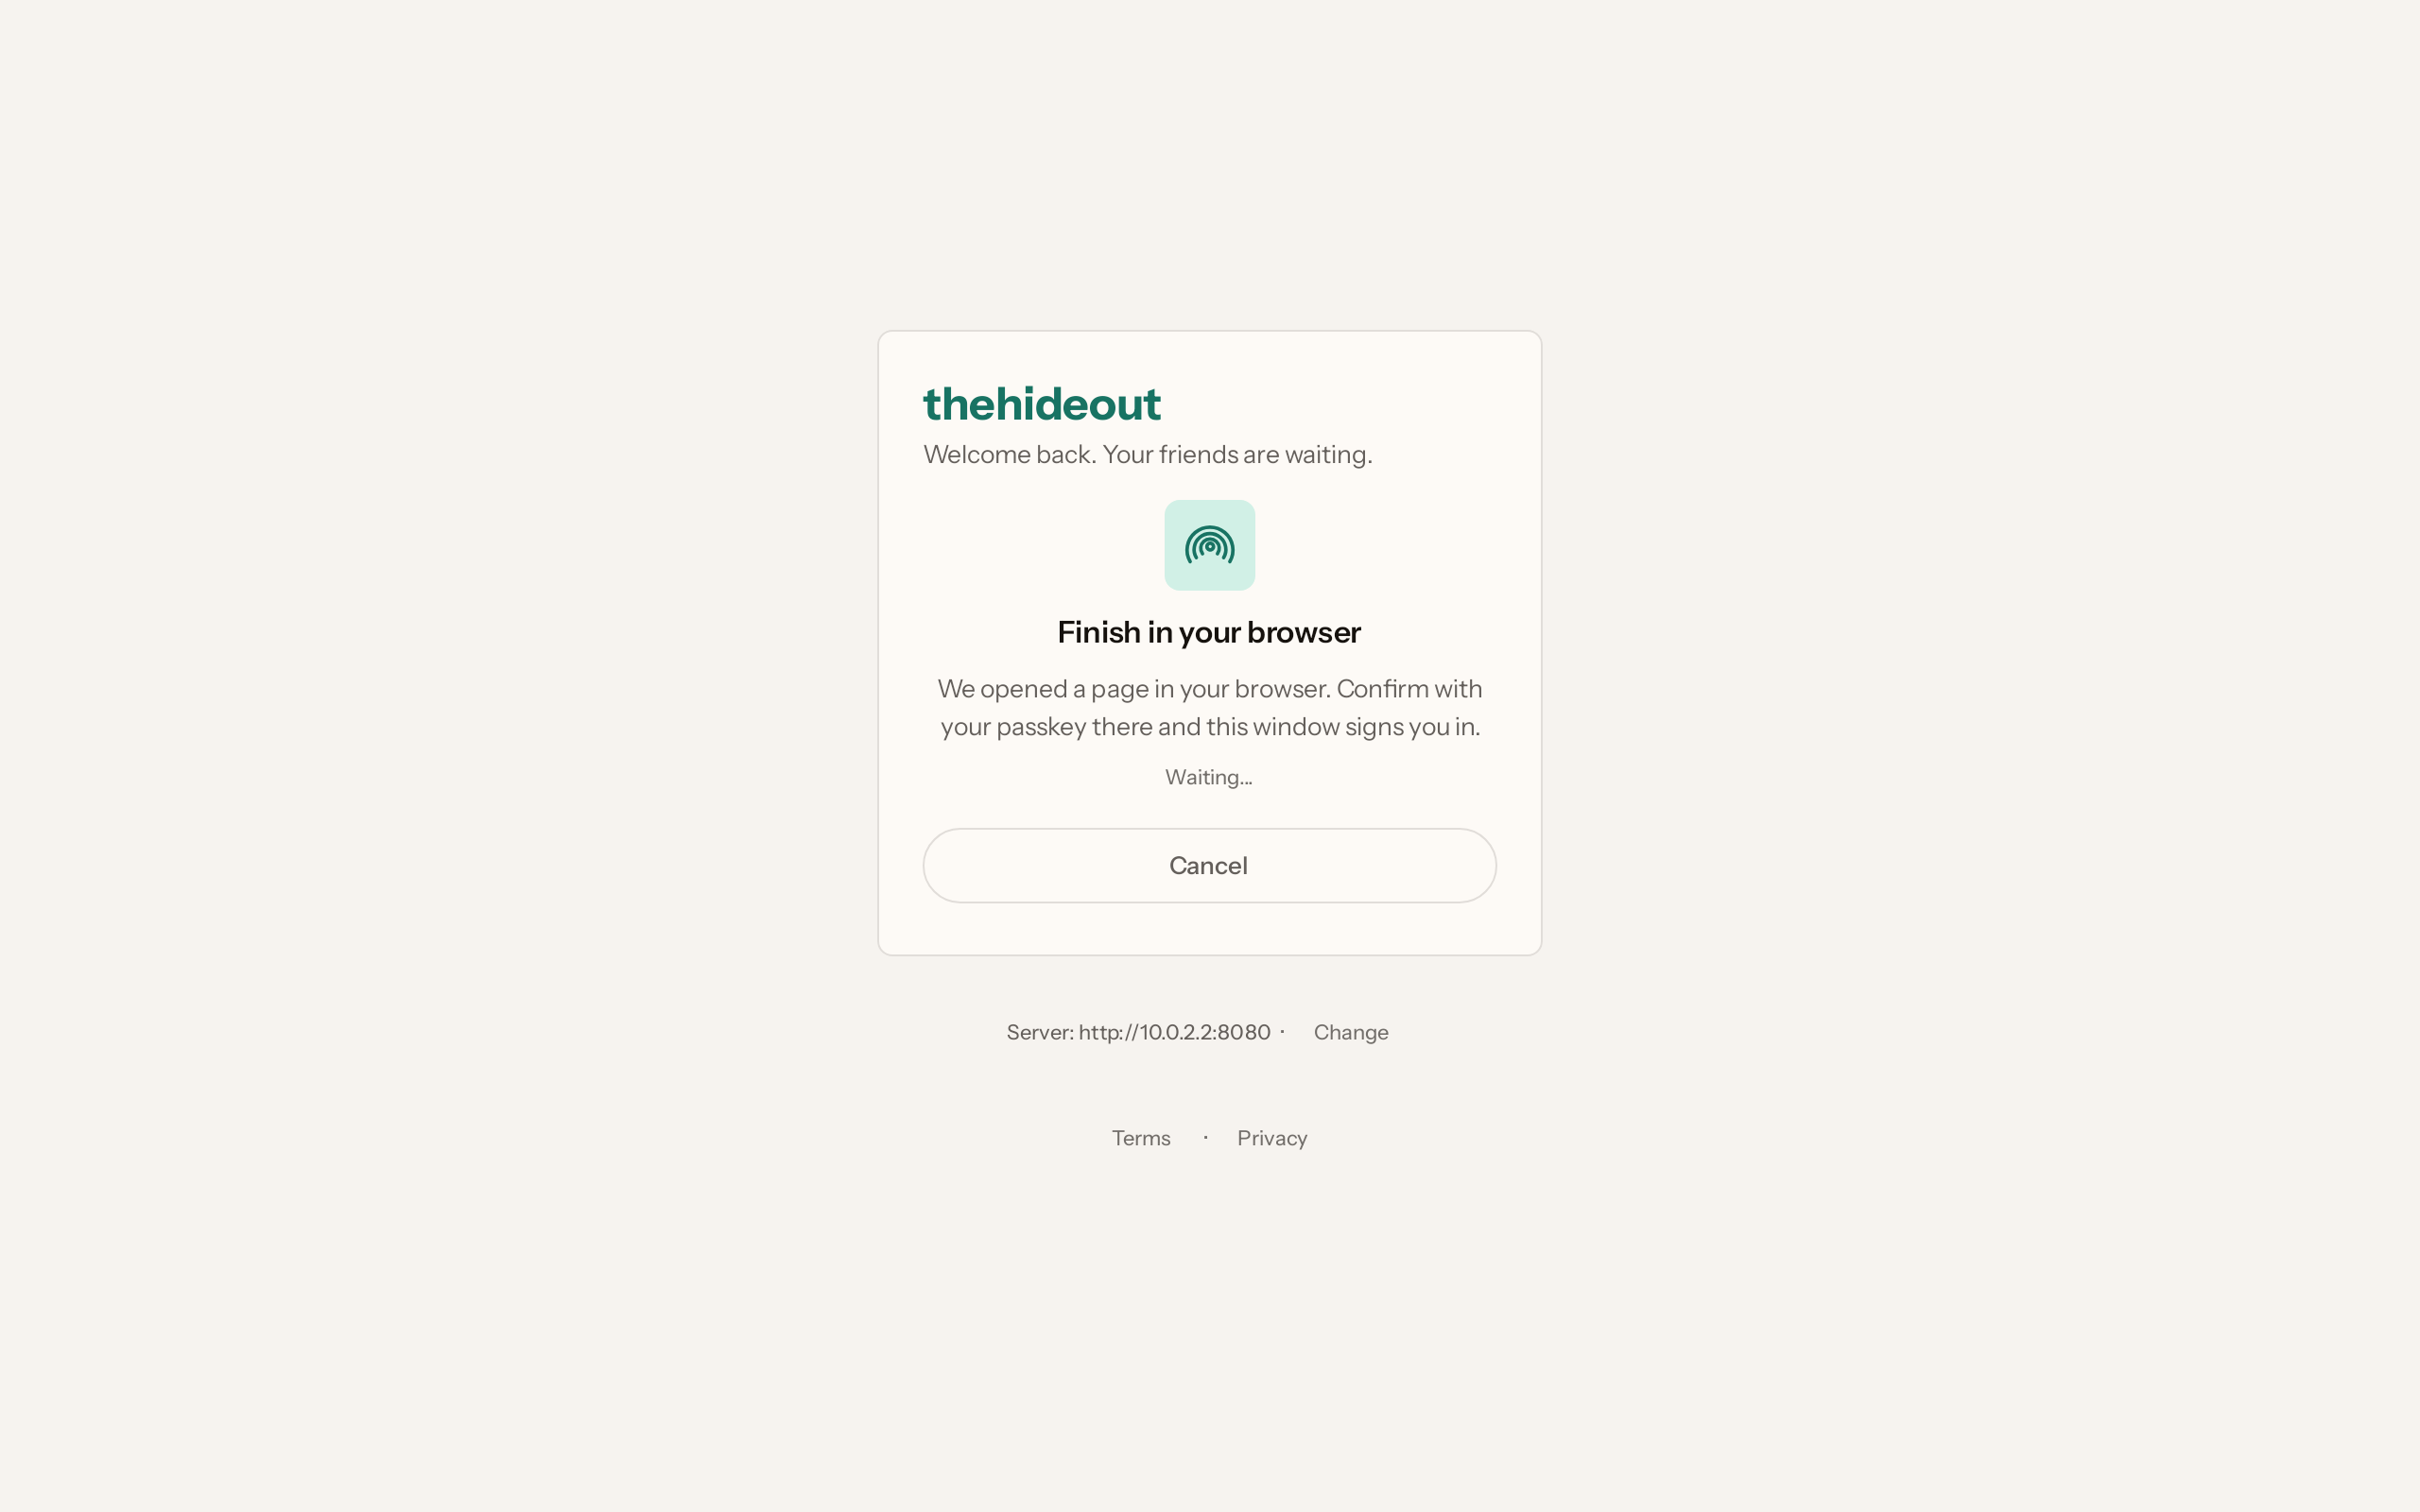 thehideout
Welcome back. Your friends are waiting.
Finish in your browser
We opened a page in your browser. Confirm with
your passkey there and this window signs you in.
Waiting...
Cancel
Server: http://10.0.2.2:8080 · Change
Terms · Privacy